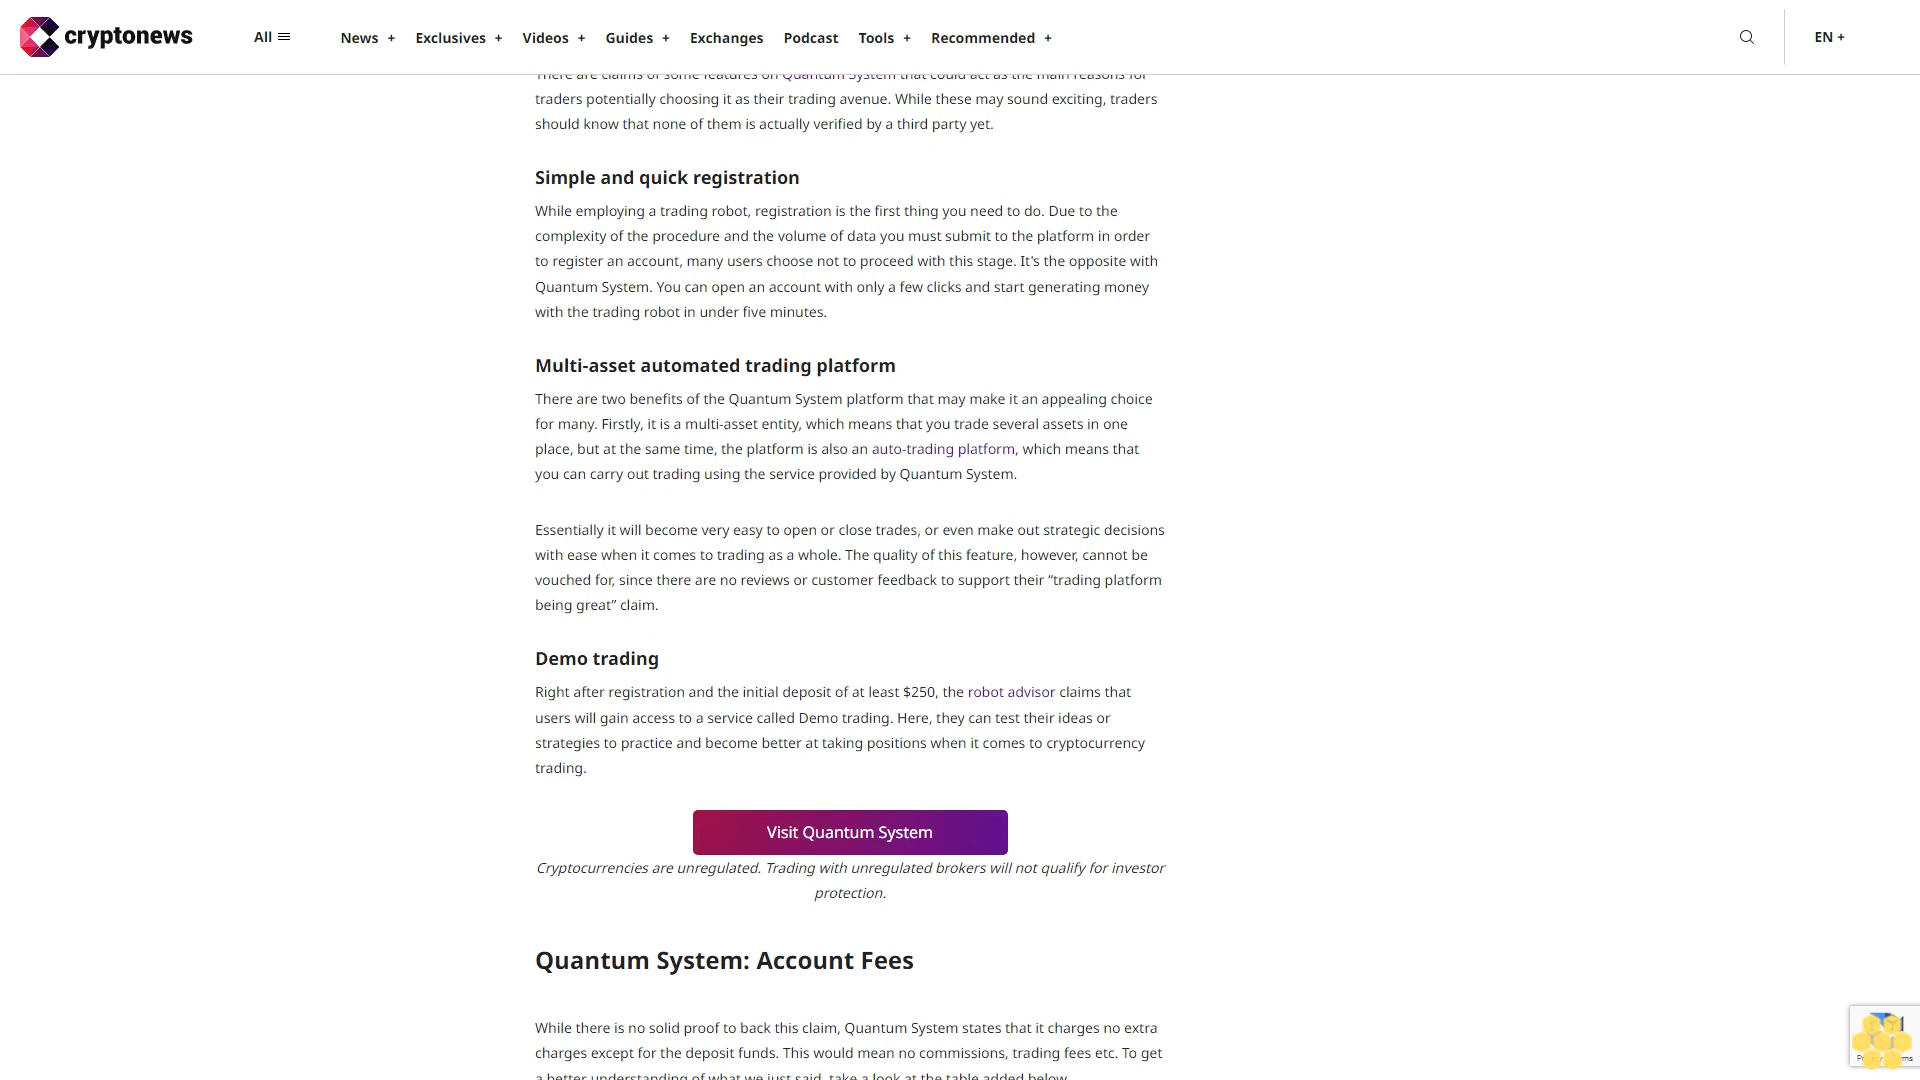 cryptonews
All
News +
Exclusives +
Videos +
Guides +
Exchanges
Podcast
Tools +
Recommended +
EN +
There are claims of some features on Quantum System that could act as the main reasons for
traders potentially choosing it as their trading avenue. While these may sound exciting, traders
should know that none of them is actually verified by a third party yet.
Simple and quick registration
While employing a trading robot, registration is the first thing you need to do. Due to the
complexity of the procedure and the volume of data you must submit to the platform in order
to register an account, many users choose not to proceed with this stage. It's the opposite with
Quantum System. You can open an account with only a few clicks and start generating money
with the trading robot in under five minutes.
Multi-asset automated trading platform
There are two benefits of the Quantum System platform that may make it an appealing choice
for many. Firstly, it is a multi-asset entity, which means that you trade several assets in one
place, but at the same time, the platform is also an auto-trading platform, which means that
you can carry out trading using the service provided by Quantum System.
Essentially it will become very easy to open or close trades, or even make out strategic decisions
with ease when it comes to trading as a whole. The quality of this feature, however, cannot be
vouched for, since there are no reviews or customer feedback to support their “trading platform
being great” claim.
Demo trading
Right after registration and the initial deposit of at least $250, the robot advisor claims that
users will gain access to a service called Demo trading. Here, they can test their ideas or
strategies to practice and become better at taking positions when it comes to cryptocurrency
trading.
Visit Quantum System
Cryptocurrencies are unregulated. Trading with unregulated brokers will not qualify for investor
protection.
Quantum System: Account Fees
While there is no solid proof to back this claim, Quantum System states that it charges no extra
charges except for the deposit funds. This would mean no commissions, trading fees etc. To get
a better understanding of what we just said, take a look at the table added below.